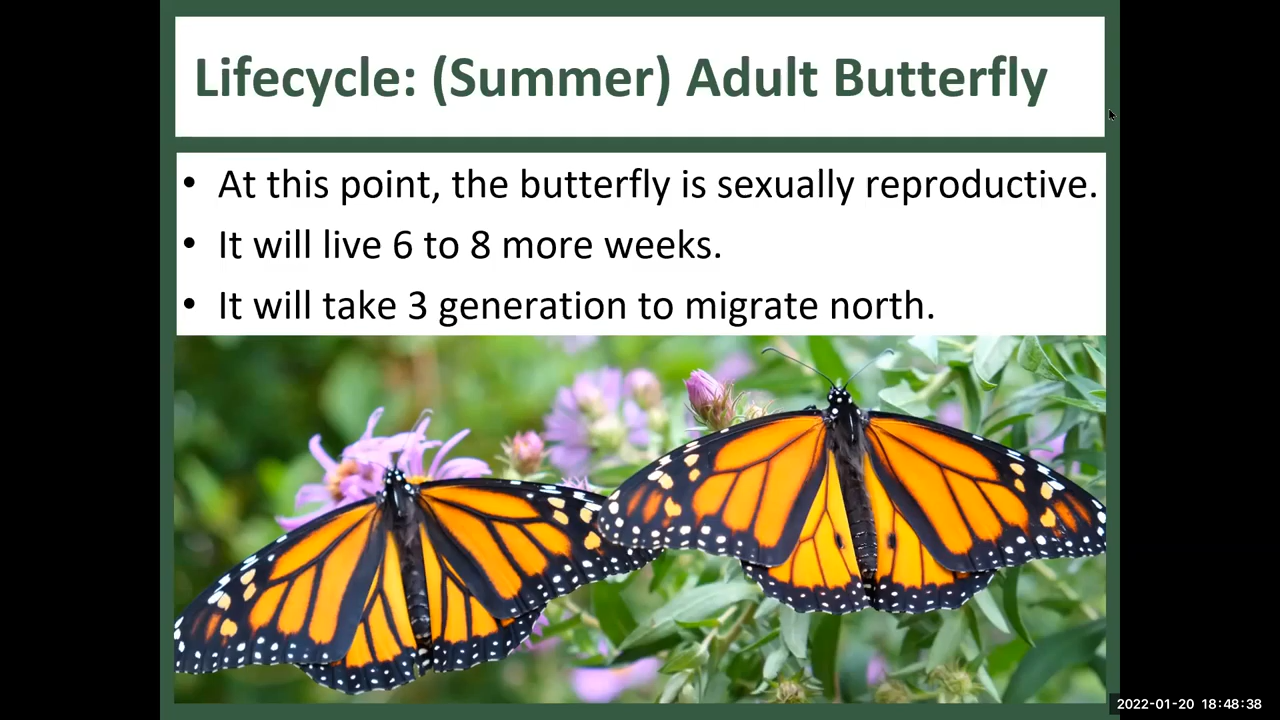 Lifecycle: (Summer) Adult Butterfly
• At this point, the butterfly is sexually reproductive.
• It will live 6 to 8 more weeks.
• It will take 3 generation to migrate north.
2022-01-20 18:48:38